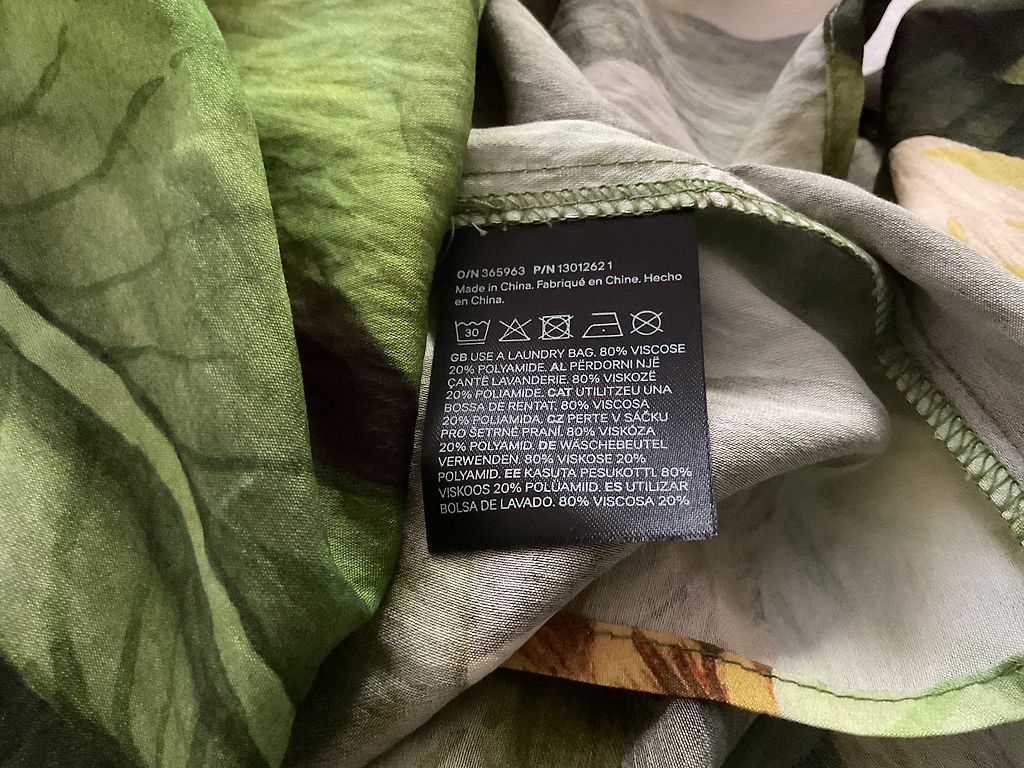 O/N 365963 P/N 1301262 1
Made in China. Fabriqué en Chine. Hecho
en China.
30
GB USE A LAUNDRY BAG. 80% VISCOSE
20% POLYAMIDE. AL PËRDORNI NJË
ÇANTË LAVANDERIE. 80% VISKOZË
20% POLIAMIDE. CAT UTILITZEU UNA
BOSSA DE RENTAT. 80% VISCOSA
20% POLIAMIDA. CZ PERTE V SÁČKU
PRO ŠETRNÉ PRANÍ. 80% VISKÓZA
20% POLYAMID. DE WÄSCHEBEUTEL
VERWENDEN. 80% VISKOSE 20%
POLYAMID. EE KASUTA PESUKOTTI. 80%
VISKOOS 20% POLÜAMIID. ES UTILIZAR
BOLSA DE LAVADO. 80% VISCOSA 20%